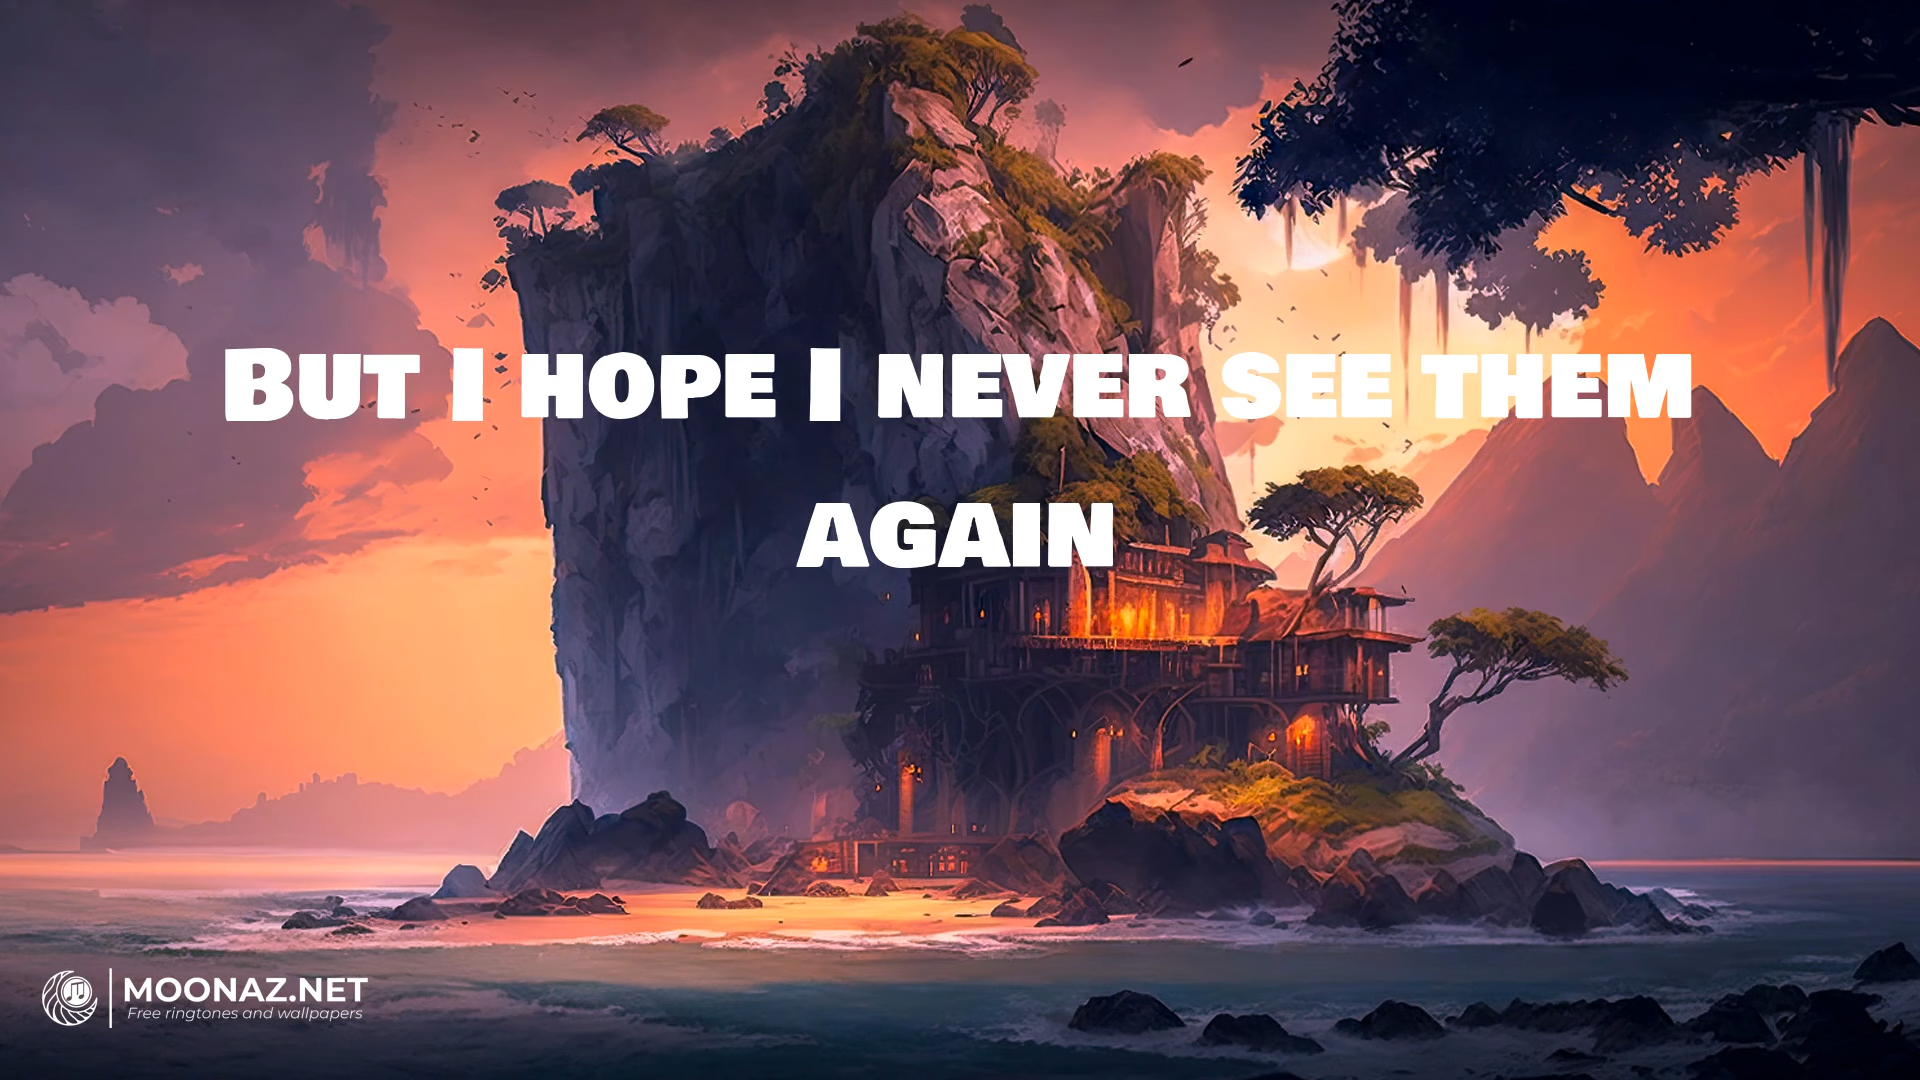 But I hope I never see them
again
MOONAZ.NET
Free ringtones and wallpapers